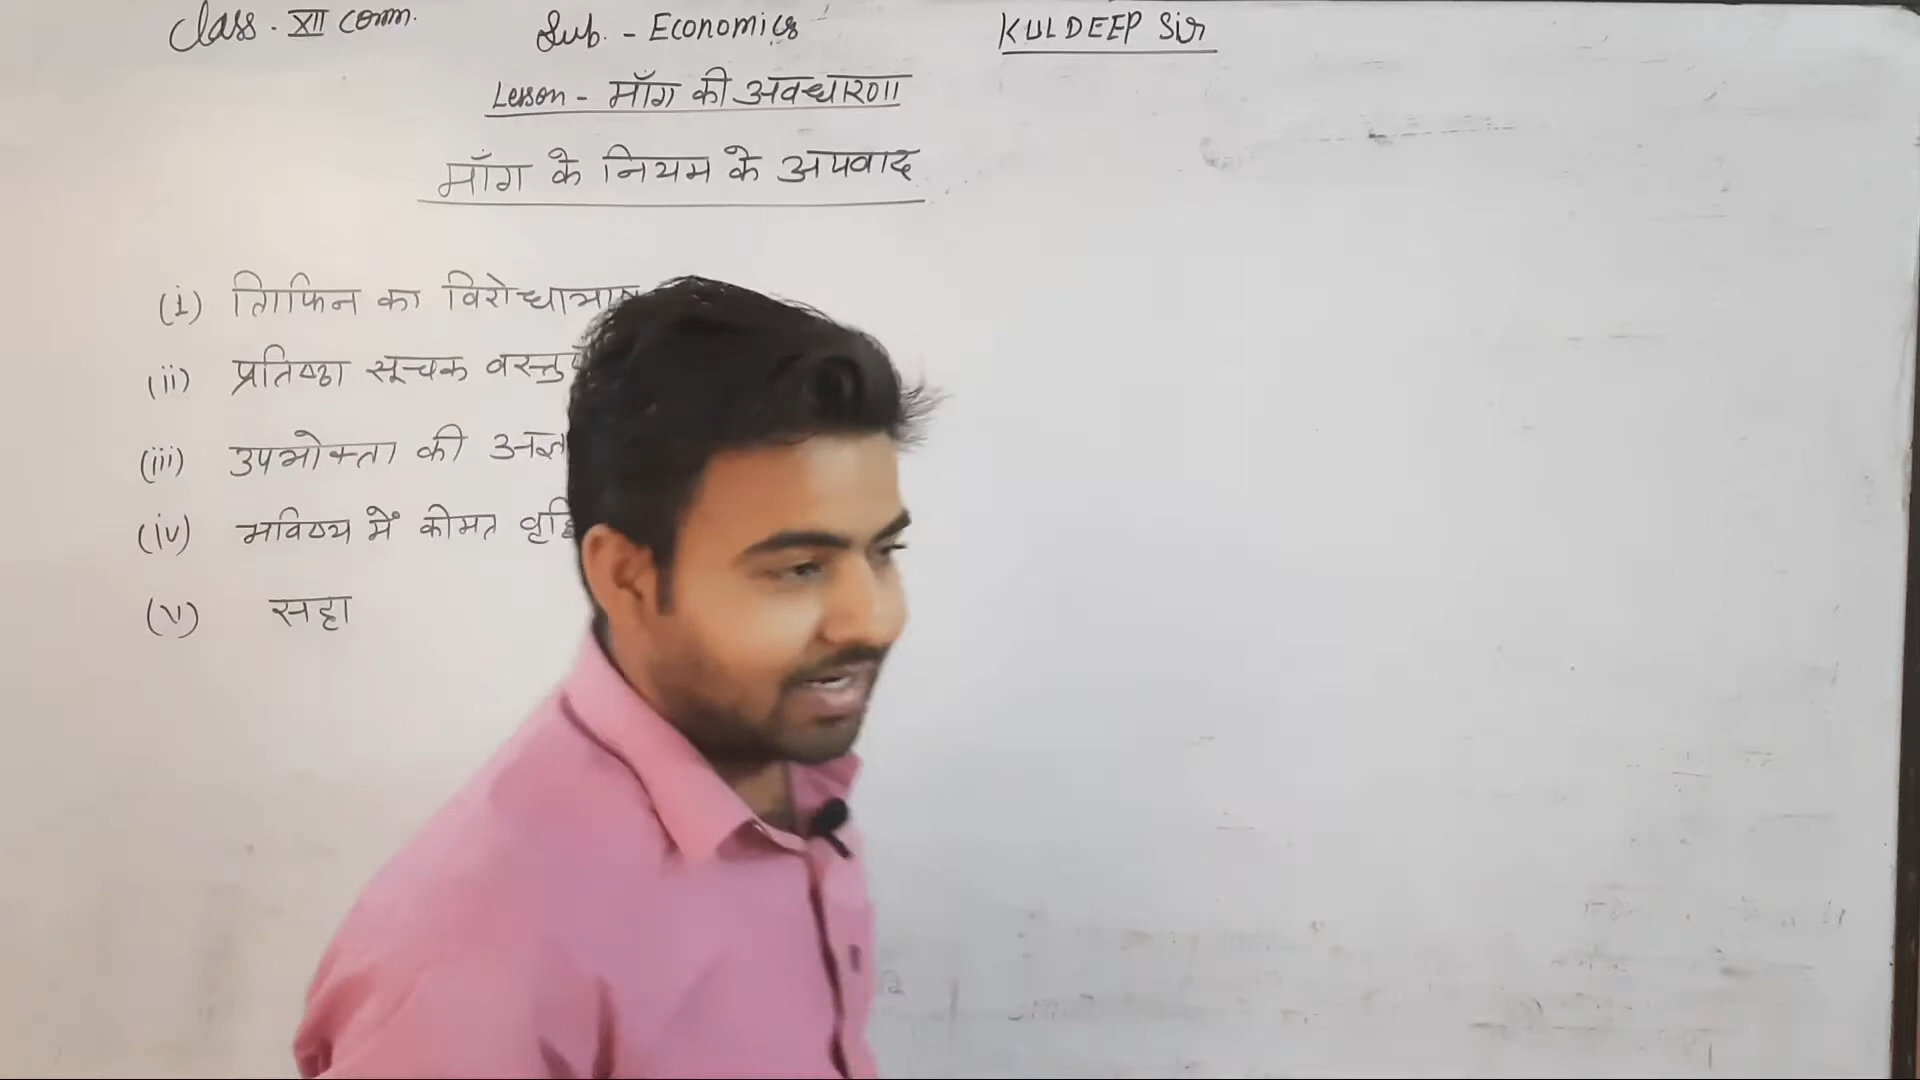 Class. XII comm. Sub. - Economics KULDEEP Sir
Lesson - माँग की अवधारणा
माँग के नियम के अपवाद
(i) गिफिन का विरोधाभाष
(ii) प्रतिष्ठा सूचक वस्तुएँ
(iii) उपभोक्ता की
(iv) भविष्य में कीमत वृद्धि
(v) सट्टा